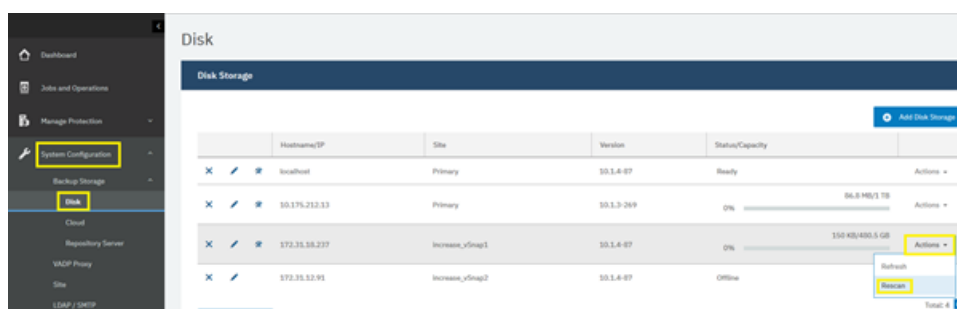 Disk
Dashboard
Jobs and Operations
Manage Protection
System Configuration
Backup Storage
Disk
Cloud
Repository Server
VADP Proxy
Site
LDAP / SMTP
Disk Storage
Add Disk Storage
Hostname/IP Site Version Status/Capacity
localhost Primary 10.1.4-87 Ready Actions
10.175.212.13 Primary 10.1.3-269 0% 86.8 MB/1 TB Actions
172.31.18.237 increase_vSnap1 10.1.4-87 0% 150 KB/480.5 GB Actions
172.31.12.91 increase_vSnap2 10.1.4-87 Offline
Refresh
Rescan
Total: 4